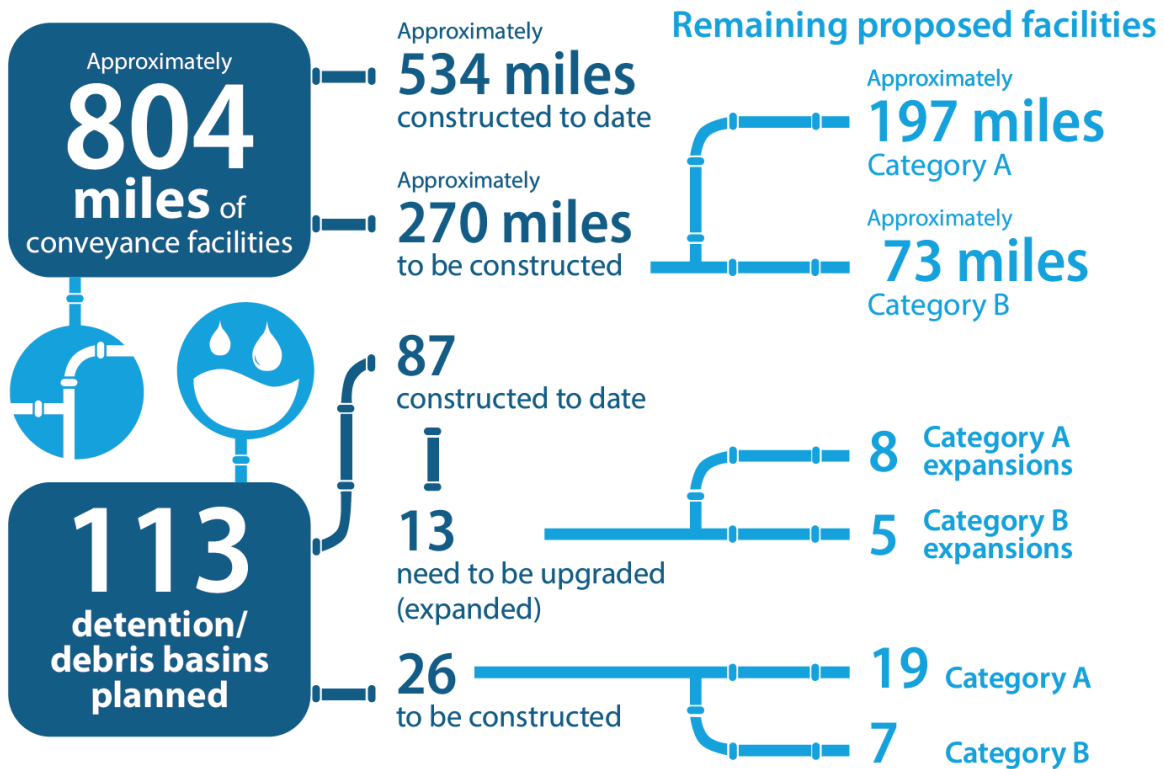 Approximately
804
miles of
conveyance facilities
Approximately
534 miles
constructed to date
Approximately
270 miles
to be constructed
Remaining proposed facilities
Approximately
197 miles
Category A
Approximately
73 miles
Category B
113
detention/
debris basins
planned
87
constructed to date
13
need to be upgraded
(expanded)
8
Category A
expansions
5
Category B
expansions
26
to be constructed
19 Category A
7 Category B